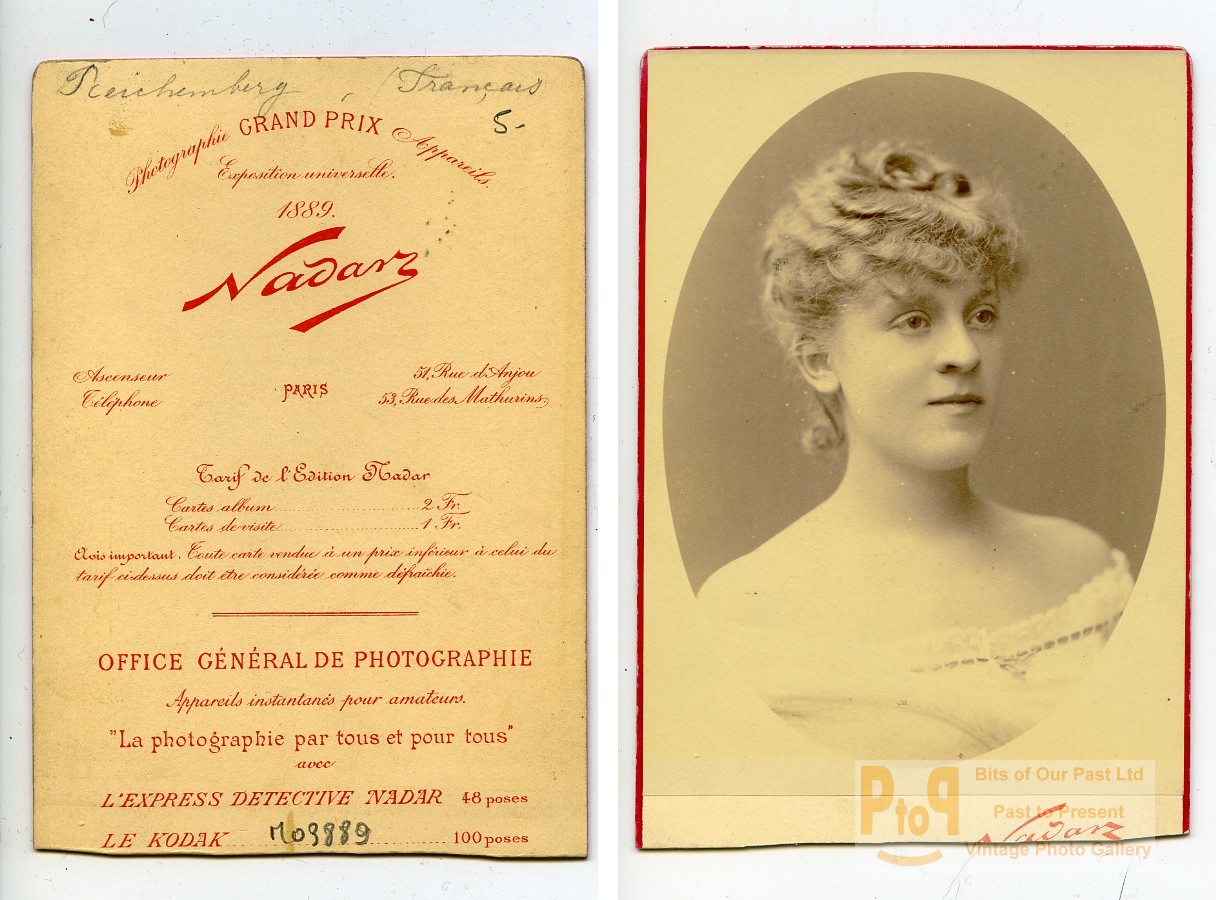 Reichemberg (Français
5-
Photographie GRAND PRIX Appareils.
Exposition universelle.
1889.
Nadar
Ascenseur PARIS 51, Rue d'Anjou
Téléphone 53, Rue des Mathurins,
Tarif de l'Edition Nadar
Cartes album 2 Fr.
Cartes de visite 1 Fr.
Avis important. Toute carte vendue à un prix inférieur à celui du
tarif ci-dessus doit être considérée comme défraîchie.
OFFICE GÉNÉRAL DE PHOTOGRAPHIE
Appareils instantanés pour amateurs.
"La photographie par tous et pour tous"
avec
L'EXPRESS DETECTIVE NADAR 48 poses
LE KODAK 100 poses
M09889
PtoP
Bits of Our Past Ltd
Past to Present
Nadar
Vintage Photo Gallery